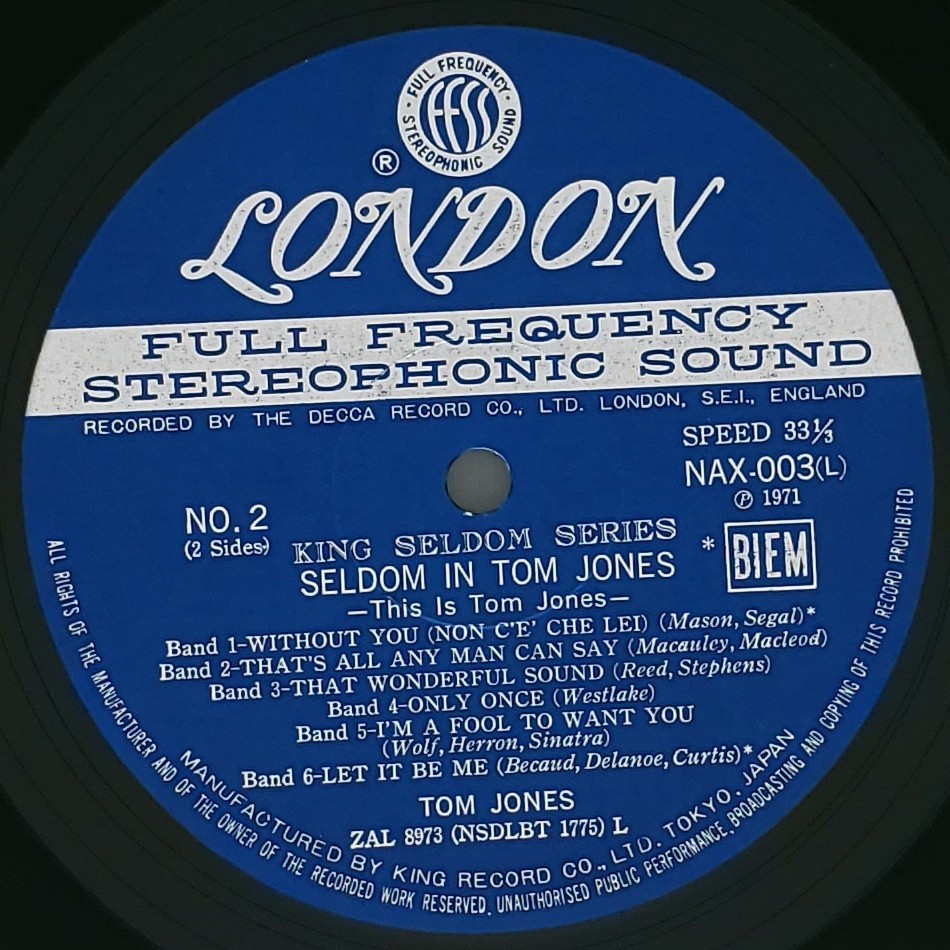 FULL FREQUENCY
ffss
STEREOPHONIC SOUND
®
LONDON
FULL FREQUENCY
STEREOPHONIC SOUND
RECORDED BY THE DECCA RECORD CO., LTD. LONDON, S.E.I., ENGLAND
SPEED 33⅓
NAX-003(L)
℗ 1971
NO. 2
(2 Sides)
KING SELDOM SERIES
* BIEM
SELDOM IN TOM JONES
—This Is Tom Jones—
Band 1-WITHOUT YOU (NON C'E' CHE LEI) (Mason, Segal)*
Band 2-THAT'S ALL ANY MAN CAN SAY (Macauley, Macleod)
Band 3-THAT WONDERFUL SOUND (Reed, Stephens)
Band 4-ONLY ONCE (Westlake)
Band 5-I'M A FOOL TO WANT YOU
(Wolf, Herron, Sinatra)
Band 6-LET IT BE ME (Becaud, Delanoe, Curtis)*
TOM JONES
ZAL 8973 (NSDLBT 1775) L
MANUFACTURED BY KING RECORD CO., LTD. TOKYO. JAPAN
ALL RIGHTS OF THE MANUFACTURER AND OF THE OWNER OF THE RECORDED WORK RESERVED. UNAUTHORISED PUBLIC PERFORMANCE, BROADCASTING AND COPYING OF THIS RECORD PROHIBITED